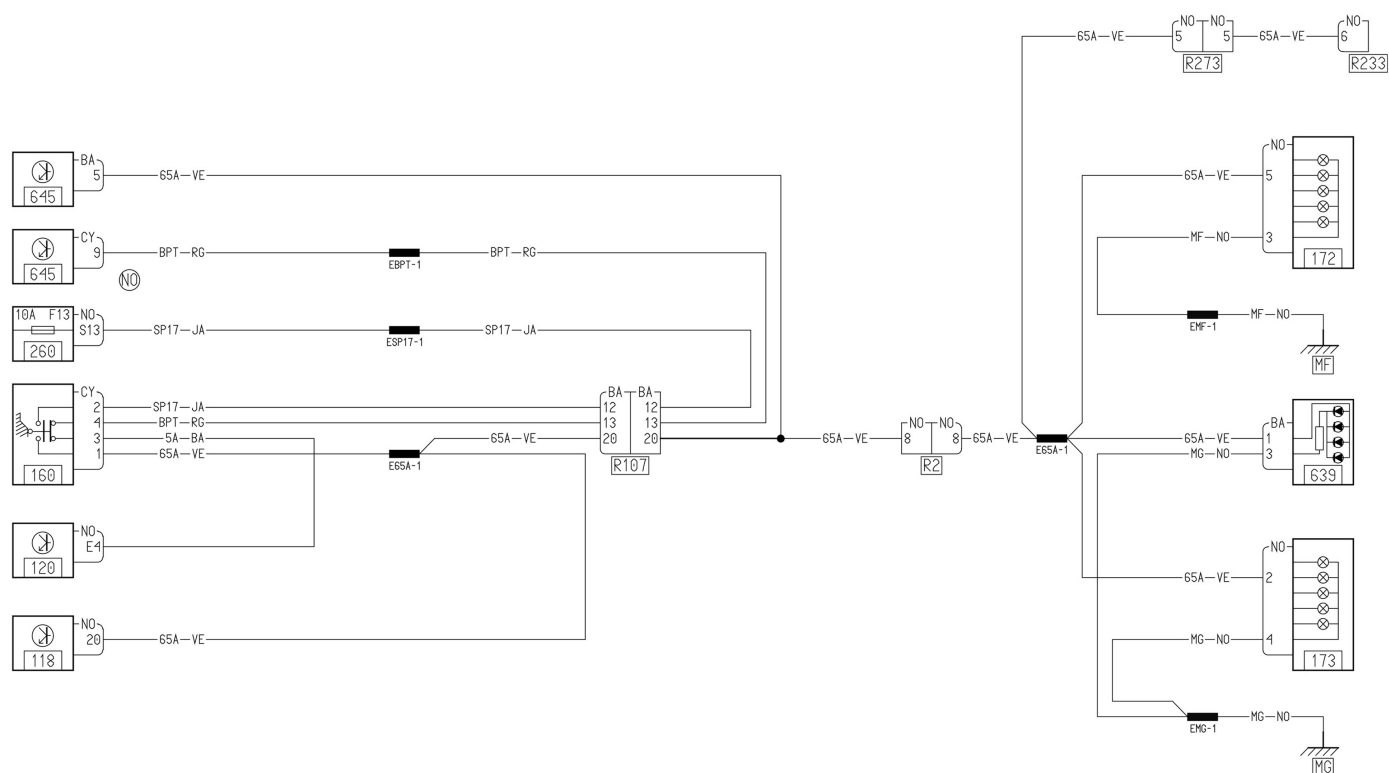 NO NO NO
65A-VE 5 5 65A-VE 6
R273 R233
BA
5 65A-VE
645
NO
65A-VE 5
MF-NO 3
172
CY
9 BPT-RG EBPT-1 BPT-RG
645
NO
10A F13 NO
S13 SP17-JA ESP17-1 SP17-JA
260
EMF-1 MF-NO
MF
CY
2 SP17-JA
4 BPT-RG
3 5A-BA
1 65A-VE E65A-1 65A-VE
160
BA BA
12 12
13 13
20 20
R107
65A-VE
NO NO
8 8
R2
65A-VE E65A-1
BA
65A-VE 1
MG-NO 3
639
NO
E4
120
NO
65A-VE 2
MG-NO 4
173
NO
20 65A-VE
118
EMG-1 MG-NO
MG